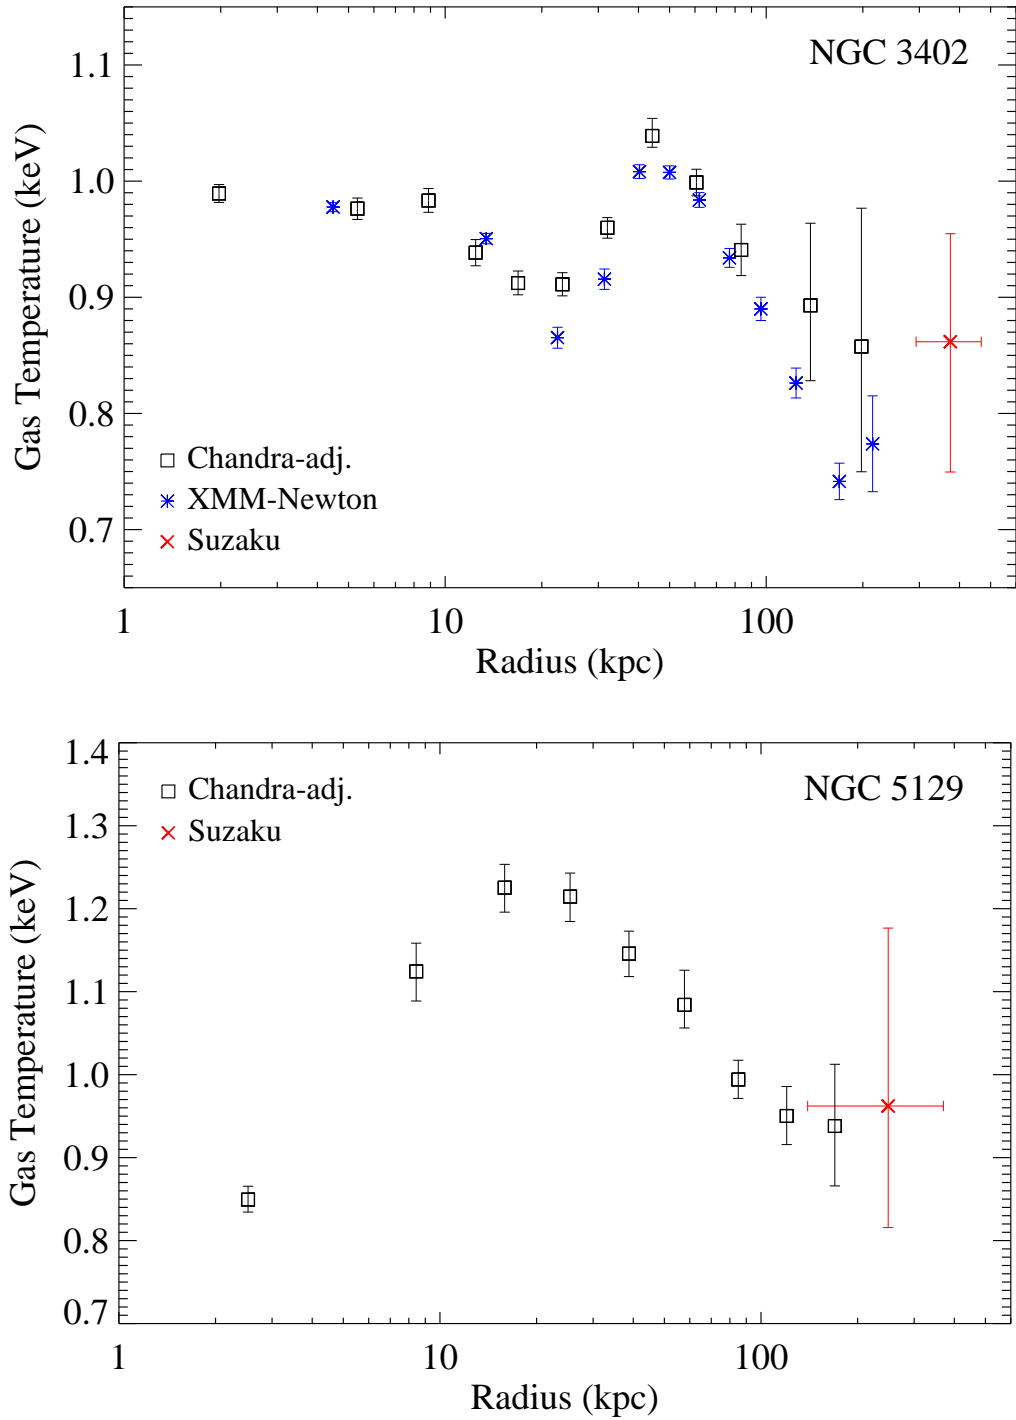 NGC 3402
1.1
1.0
0.9
0.8
0.7
Gas Temperature (keV)
Chandra-adj.
XMM-Newton
Suzaku
1
10
100
Radius (kpc)
1.4
1.3
1.2
1.1
1.0
0.9
0.8
0.7
Gas Temperature (keV)
Chandra-adj.
Suzaku
NGC 5129
1
10
100
Radius (kpc)